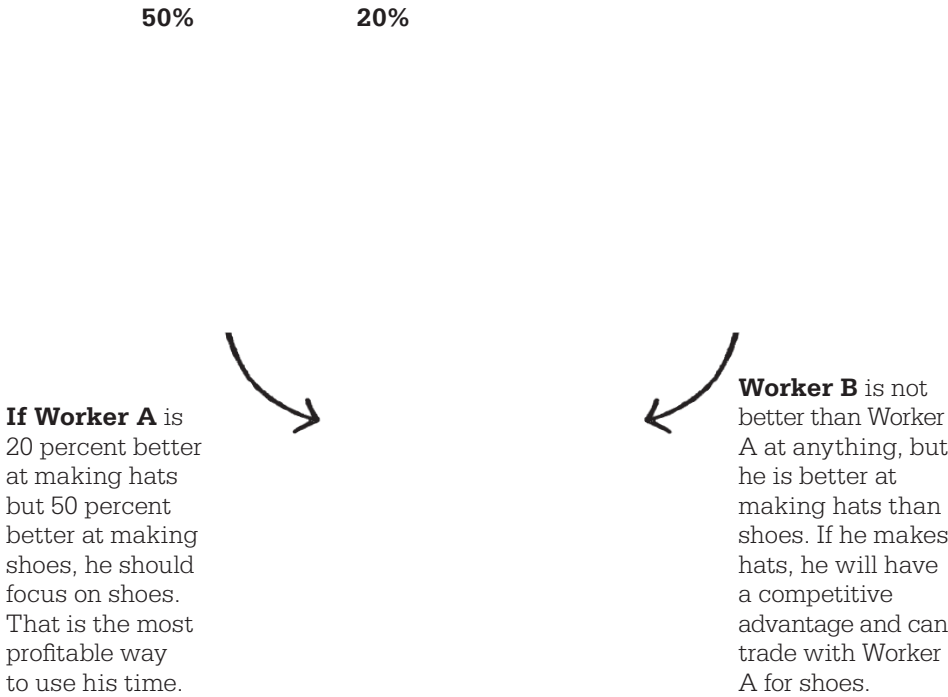 50% 20%
If Worker A is
20 percent better
at making hats
but 50 percent
better at making
shoes, he should
focus on shoes.
That is the most
profitable way
to use his time.
Worker B is not
better than Worker
A at anything, but
he is better at
making hats than
shoes. If he makes
hats, he will have
a competitive
advantage and can
trade with Worker
A for shoes.